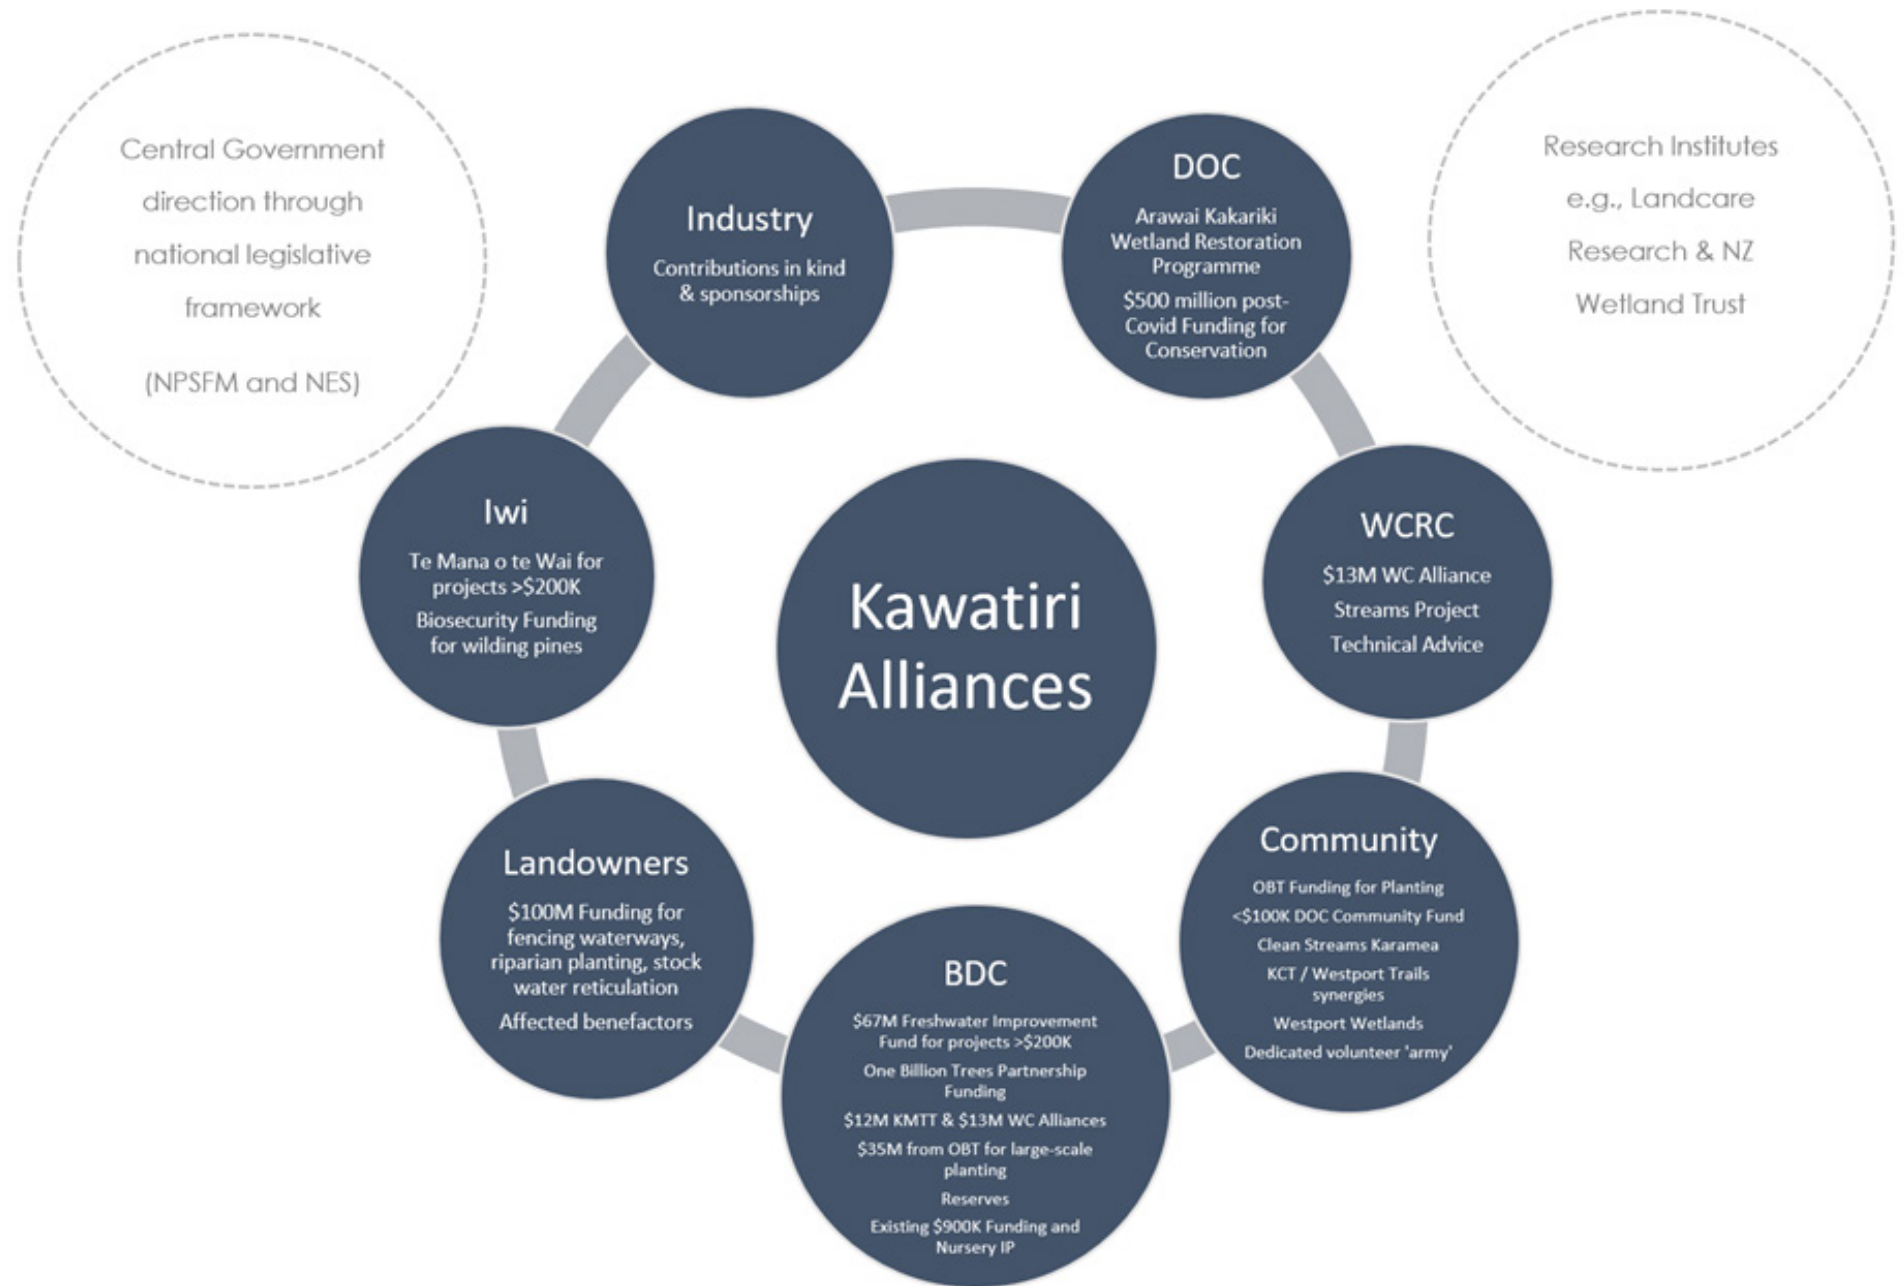 Central Government
direction through
national legislative
framework
(NPSFM and NES)
Industry
Contributions in kind
& sponsorships
DOC
Arawai Kakariki
Wetland Restoration
Programme
$500 million post-
Covid Funding for
Conservation
Research Institutes
e.g., Landcare
Research & NZ
Wetland Trust
Iwi
Te Mana o te Wai for
projects >$200K
Biosecurity Funding
for wilding pines
Kawatiri
Alliances
WCRC
$13M WC Alliance
Streams Project
Technical Advice
Landowners
$100M Funding for
fencing waterways,
riparian planting, stock
water reticulation
Affected benefactors
BDC
$67M Freshwater Improvement
Fund for projects >$200K
One Billion Trees Partnership
Funding
$12M KMTT & $13M WC Alliances
$35M from OBT for large-scale
planting
Reserves
Existing $900K Funding and
Nursery IP
Community
OBT Funding for Planting
<$100K DOC Community Fund
Clean Streams Karamea
KCT / Westport Trails
synergies
Westport Wetlands
Dedicated volunteer 'army'